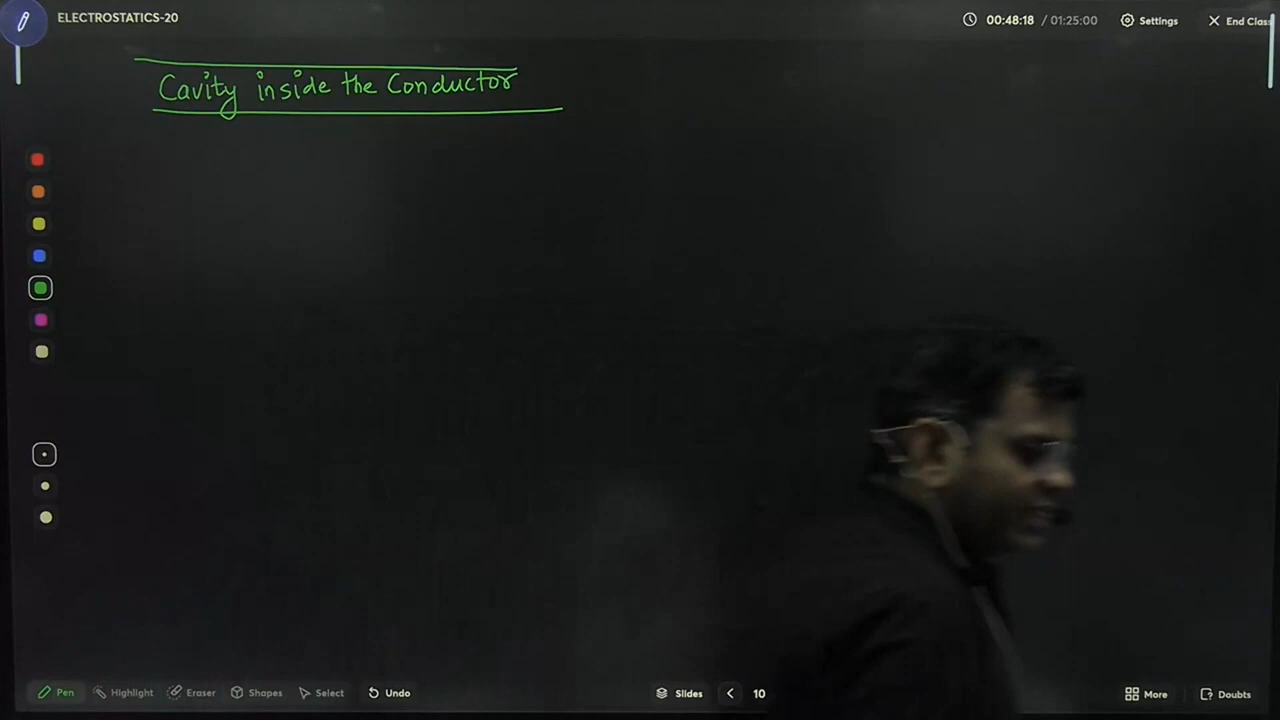 ELECTROSTATICS-20
00:48:18 / 01:25:00
Settings
End Class
Cavity inside the Conductor
Pen
Highlight
Eraser
Shapes
Select
Undo
Slides
10
More
Doubts